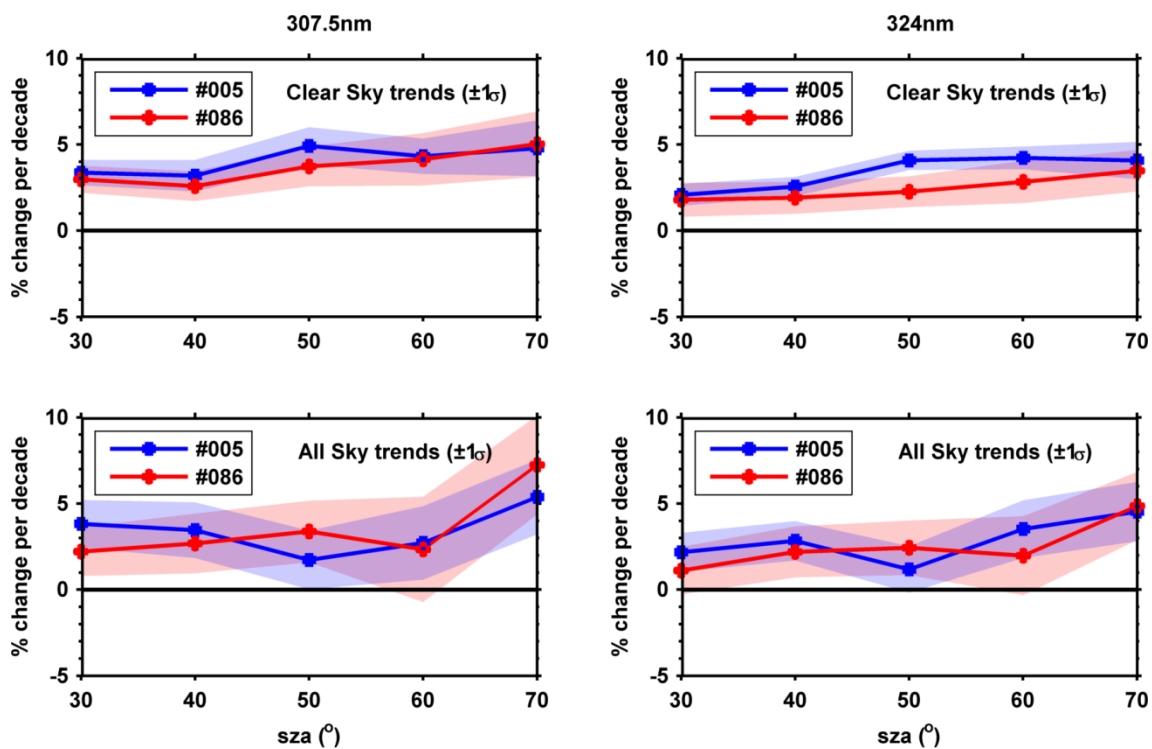 307.5nm
324nm
10
5
0
-5
% change per decade
#005
#086
Clear Sky trends (±1σ)
30 40 50 60 70
10
5
0
-5
% change per decade
#005
#086
Clear Sky trends (±1σ)
30 40 50 60 70
10
5
0
-5
% change per decade
#005
#086
All Sky trends (±1σ)
30 40 50 60 70
sza (º)
10
5
0
-5
% change per decade
#005
#086
All Sky trends (±1σ)
30 40 50 60 70
sza (º)